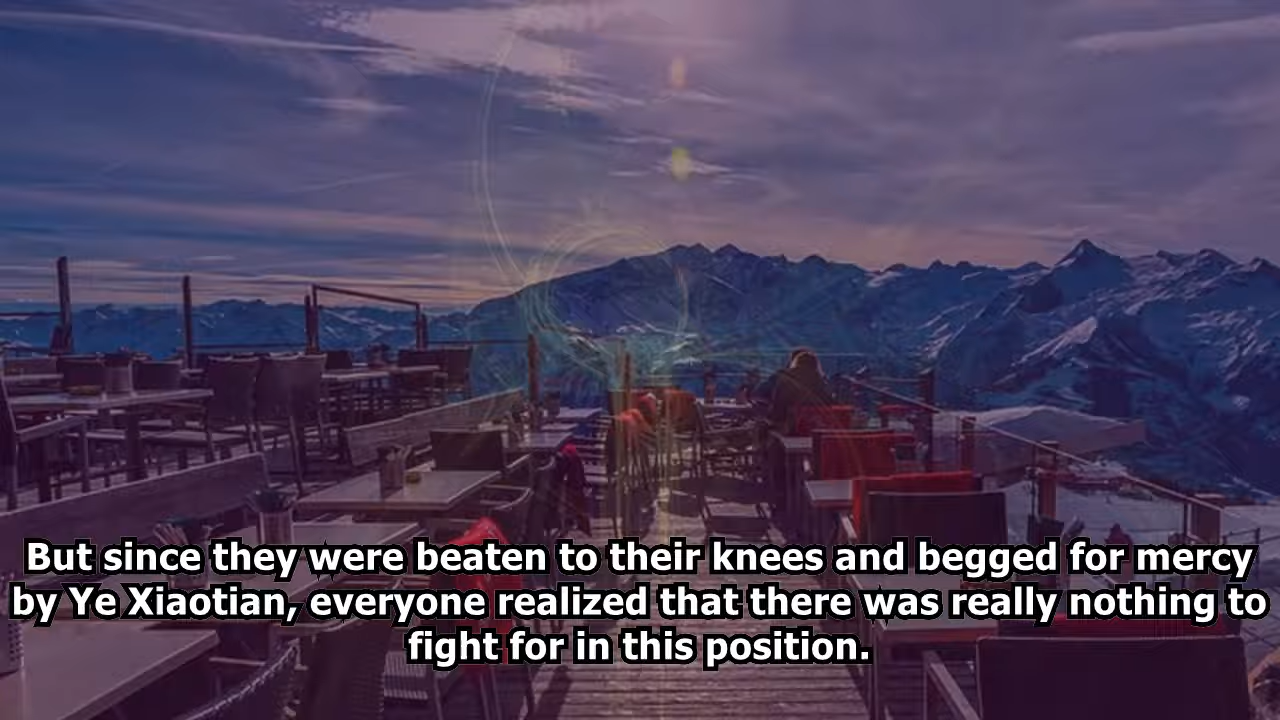 But since they were beaten to their knees and begged for mercy
by Ye Xiaotian, everyone realized that there was really nothing to
fight for in this position.